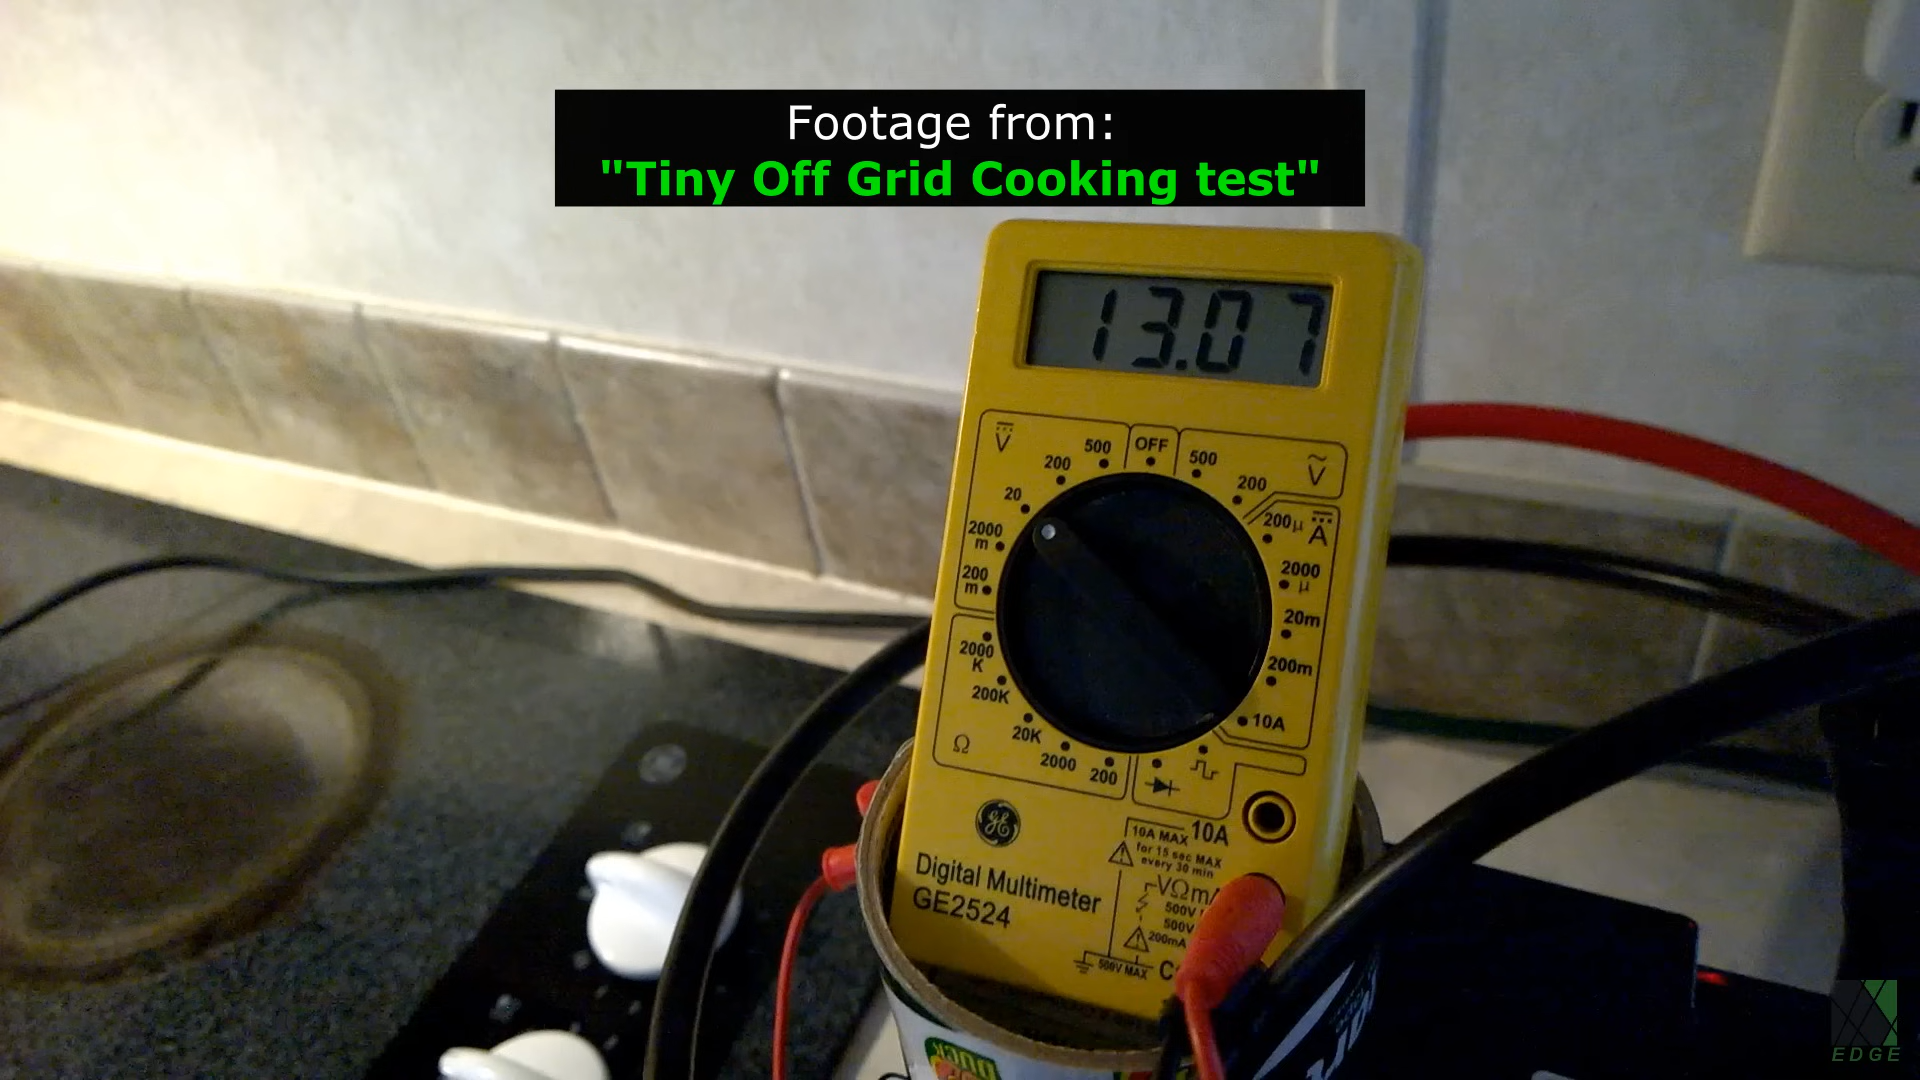 Footage from:
"Tiny Off Grid Cooking test"
13.07
V
500
OFF
500
V
200
200
20
200µ
A
2000
m
2000
µ
200
m
20m
2000
K
200m
200K
10A
20K
Ω
2000
200
GE
10A MAX
10A
for 15 sec MAX
every 30 min
Digital Multimeter
GE2524
VΩm
500V
500V
200mA
500V MAX
EDGE